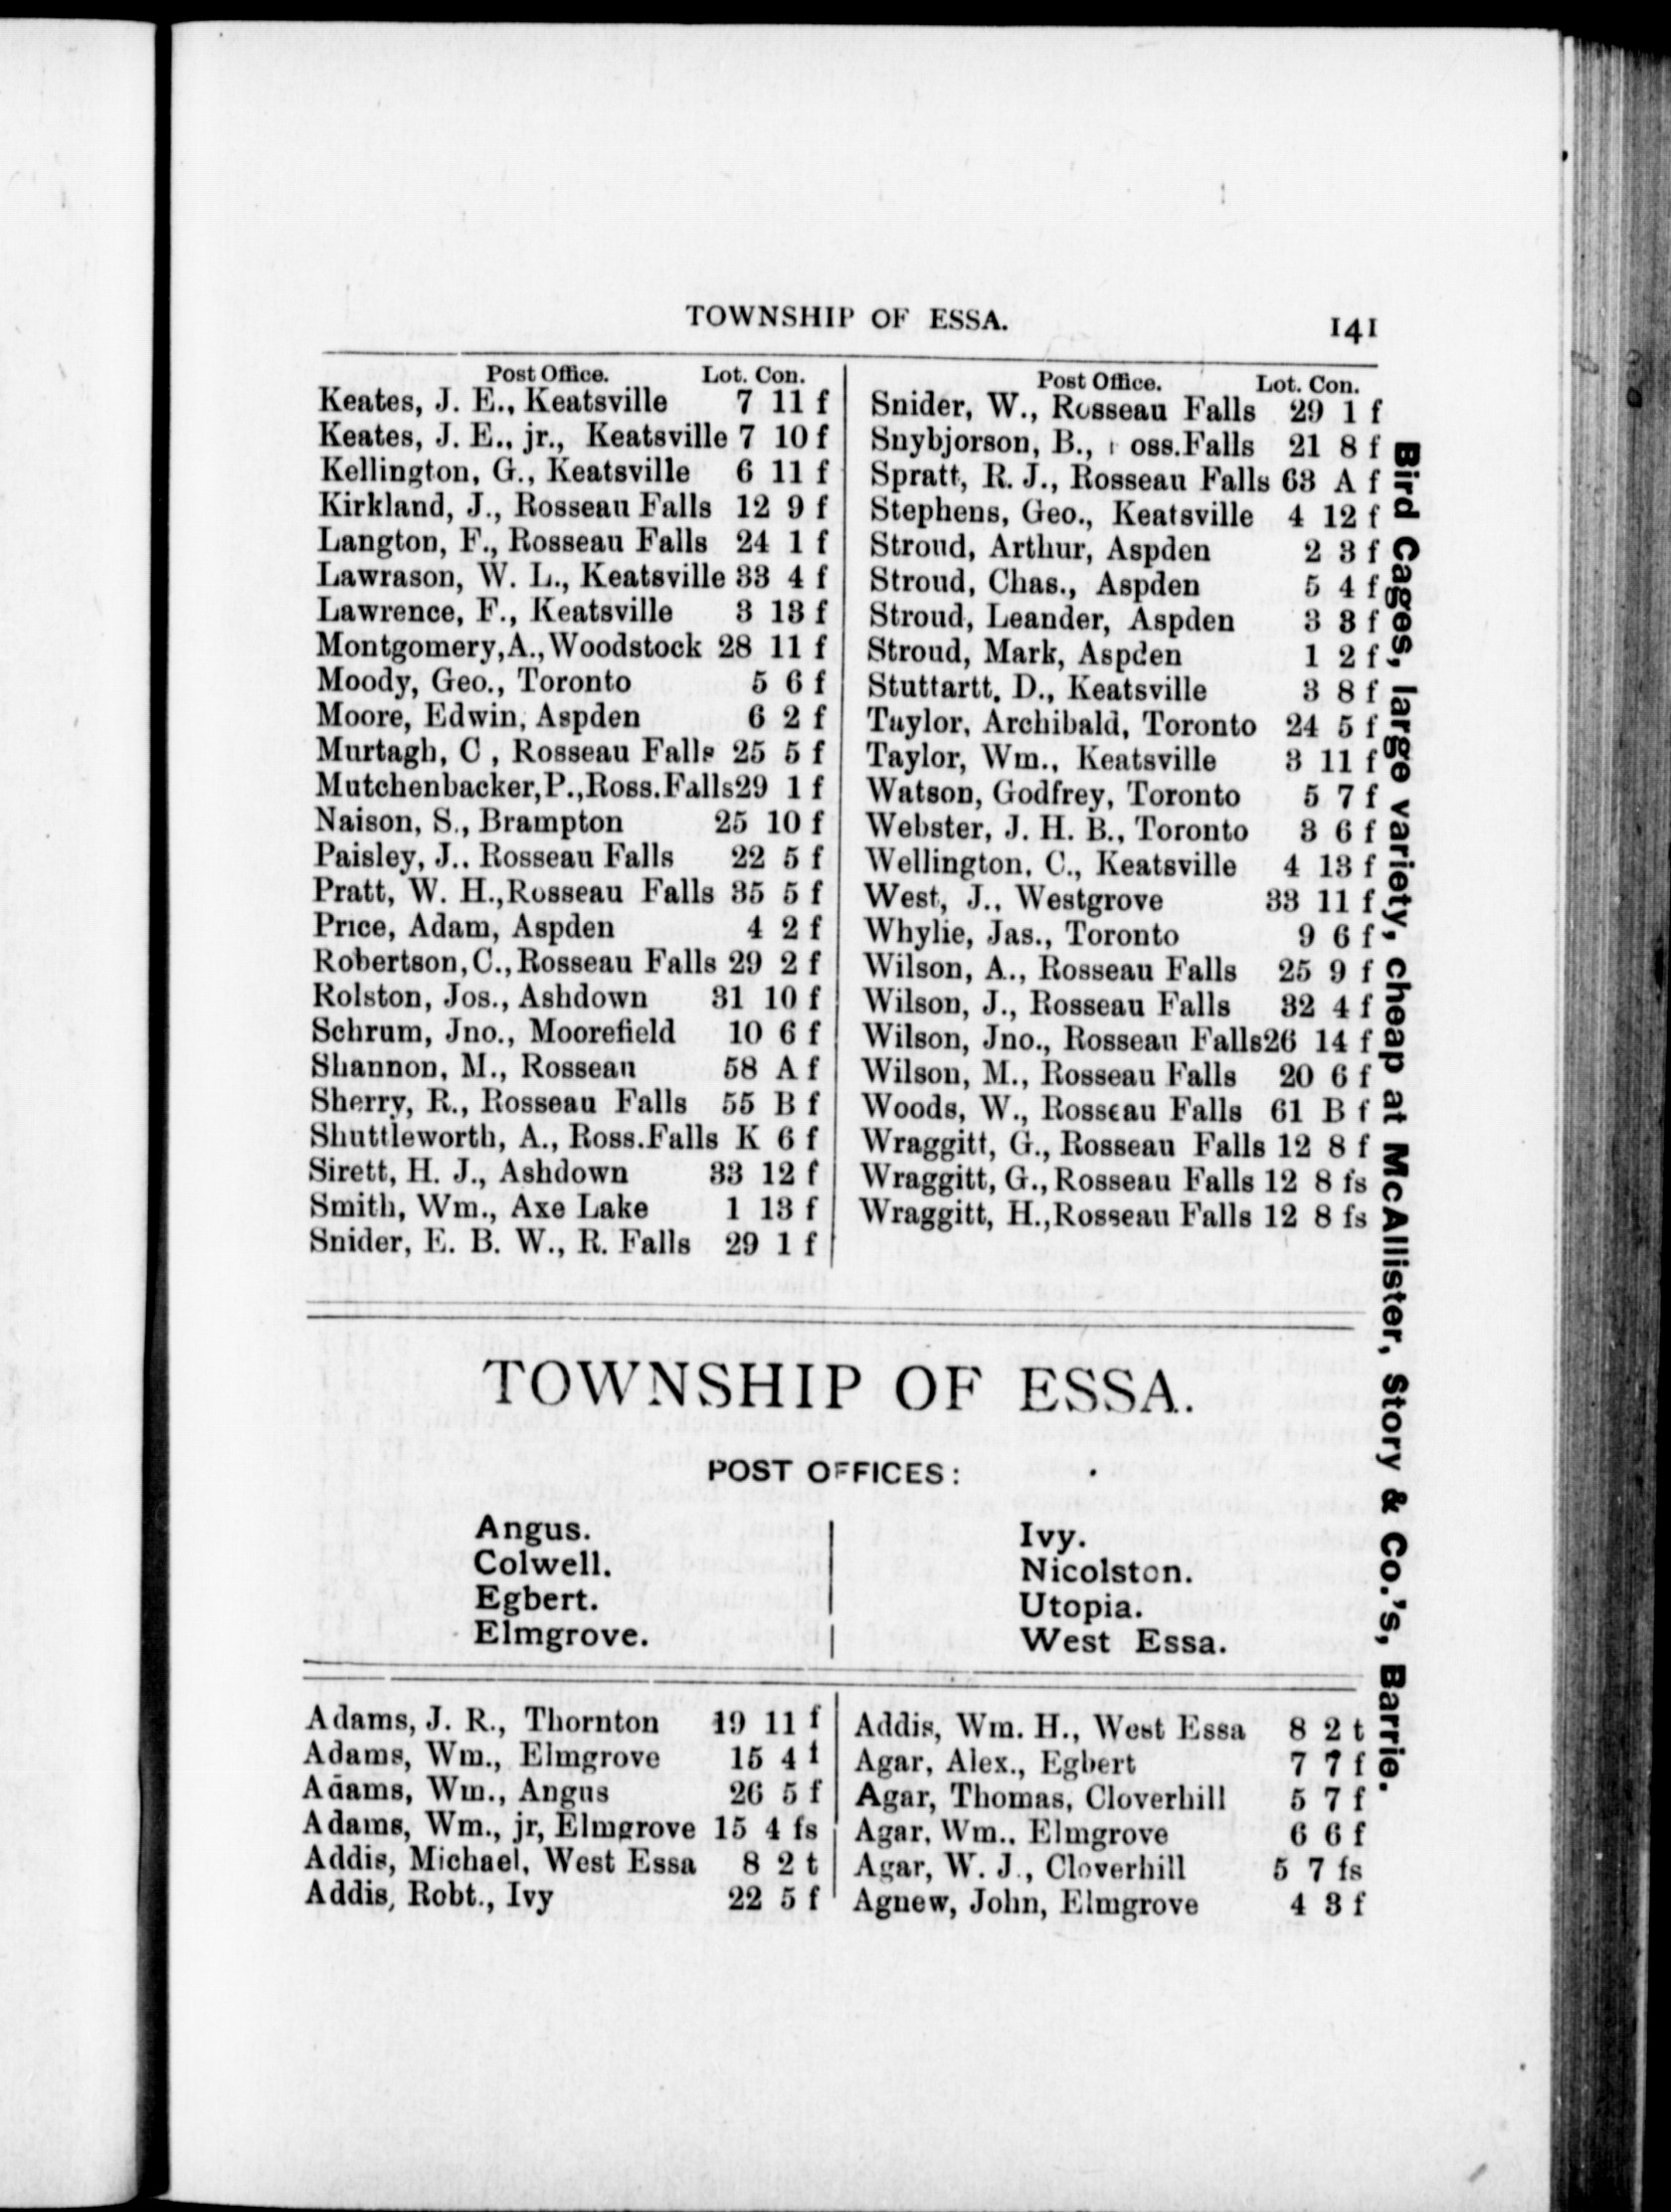 TOWNSHIP OF ESSA. 141
Post Office. Lot. Con.
Keates, J. E., Keatsville 7 11 f
Keates, J. E., jr., Keatsville 7 10 f
Kellington, G., Keatsville 6 11 f
Kirkland, J., Rosseau Falls 12 9 f
Langton, F., Rosseau Falls 24 1 f
Lawrason, W. L., Keatsville 33 4 f
Lawrence, F., Keatsville 3 13 f
Montgomery, A., Woodstock 28 11 f
Moody, Geo., Toronto 5 6 f
Moore, Edwin, Aspden 6 2 f
Murtagh, C , Rosseau Falls 25 5 f
Mutchenbacker, P., Ross. Falls 29 1 f
Naison, S., Brampton 25 10 f
Paisley, J.. Rosseau Falls 22 5 f
Pratt, W. H., Rosseau Falls 35 5 f
Price, Adam, Aspden 4 2 f
Robertson, C., Rosseau Falls 29 2 f
Rolston, Jos., Ashdown 31 10 f
Schrum, Jno., Moorefield 10 6 f
Shannon, M., Rosseau 58 A f
Sherry, R., Rosseau Falls 55 B f
Shuttleworth, A., Ross. Falls K 6 f
Sirett, H. J., Ashdown 33 12 f
Smith, Wm., Axe Lake 1 13 f
Snider, E. B. W., R. Falls 29 1 f
Post Office. Lot. Con.
Snider, W., Rosseau Falls 29 1 f
Snybjorson, B., oss. Falls 21 8 f
Spratt, R. J., Rosseau Falls 63 A f
Stephens, Geo., Keatsville 4 12 f
Stroud, Arthur, Aspden 2 3 f
Stroud, Chas., Aspden 5 4 f
Stroud, Leander, Aspden 3 3 f
Stroud, Mark, Aspden 1 2 f
Stuttartt, D., Keatsville 3 8 f
Taylor, Archibald, Toronto 24 5 f
Taylor, Wm., Keatsville 3 11 f
Watson, Godfrey, Toronto 5 7 f
Webster, J. H. B., Toronto 3 6 f
Wellington, C., Keatsville 4 13 f
West, J., Westgrove 33 11 f
Whylie, Jas., Toronto 9 6 f
Wilson, A., Rosseau Falls 25 9 f
Wilson, J., Rosseau Falls 32 4 f
Wilson, Jno., Rosseau Falls 26 14 f
Wilson, M., Rosseau Falls 20 6 f
Woods, W., Rosseau Falls 61 B f
Wraggitt, G., Rosseau Falls 12 8 f
Wraggitt, G., Rosseau Falls 12 8 fs
Wraggitt, H., Rosseau Falls 12 8 fs
TOWNSHIP OF ESSA.
POST OFFICES:
Angus.
Colwell.
Egbert.
Elmgrove.
Ivy.
Nicolston.
Utopia.
West Essa.
Adams, J. R., Thornton 19 11 f
Adams, Wm., Elmgrove 15 4 f
Adams, Wm., Angus 26 5 f
Adams, Wm., jr, Elmgrove 15 4 fs
Addis, Michael, West Essa 8 2 t
Addis, Robt., Ivy 22 5 f
Addis, Wm. H., West Essa 8 2 t
Agar, Alex., Egbert 7 7 f
Agar, Thomas, Cloverhill 5 7 f
Agar, Wm., Elmgrove 6 6 f
Agar, W. J., Cloverhill 5 7 fs
Agnew, John, Elmgrove 4 3 f
Bird Cages, large variety, cheap at McAllister, Story & Co.'s, Barrie.